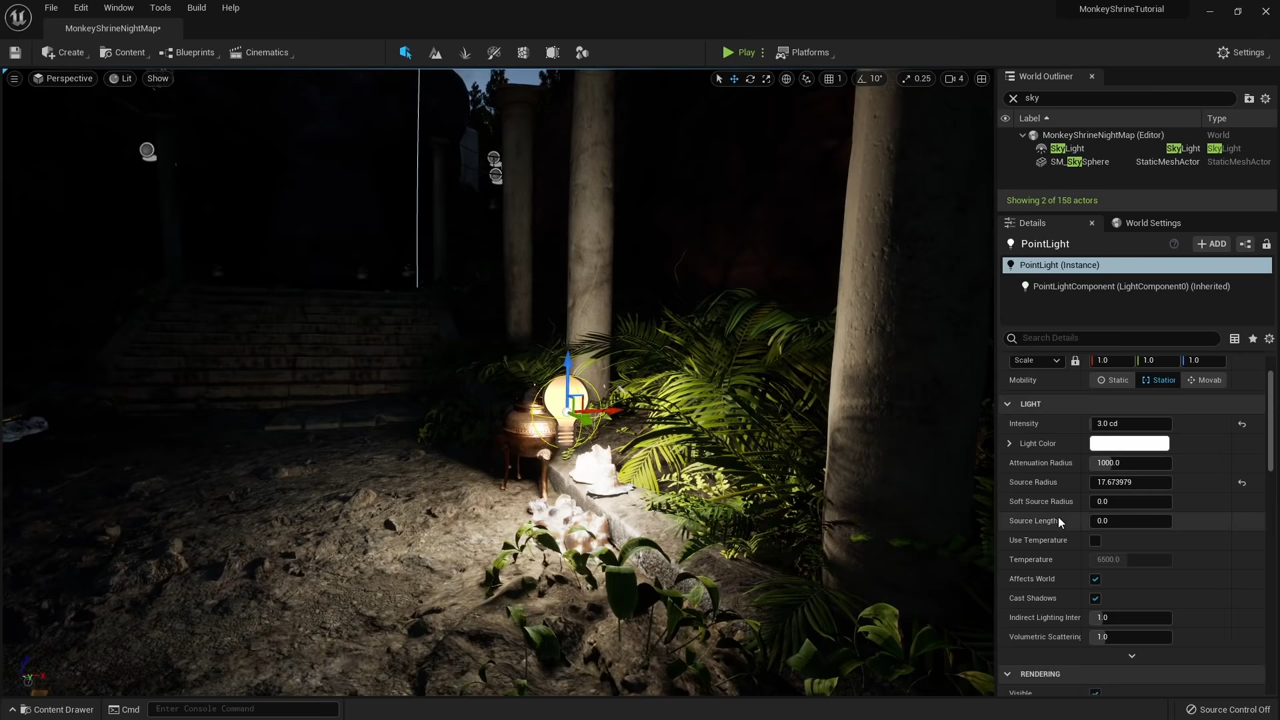 File Edit Window Tools Build Help
MonkeyShrineTutorial
MonkeyShrineNightMap•
Create Content Blueprints Cinematics Play Platforms Settings
Perspective Lit Show 1 10° 0.25 4
World Outliner
sky
Label Type
MonkeyShrineNightMap (Editor) World
SkyLight SkyLight SkyLight
SM_SkySphere StaticMeshActor StaticMeshActor
Showing 2 of 158 actors
Details World Settings
PointLight ADD
PointLight (Instance)
PointLightComponent (LightComponent0) (Inherited)
Search Details
Scale 1.0 1.0 1.0
Mobility Static Station Movab
LIGHT
Intensity 3.0 cd
Light Color
Attenuation Radius 1000.0
Source Radius 17.673979
Soft Source Radius 0.0
Source Length 0.0
Use Temperature
Temperature 6500.0
Affects World
Cast Shadows
Indirect Lighting Inter 1.0
Volumetric Scattering 1.0
RENDERING
Visible
Content Drawer Cmd Enter Console Command Source Control Off